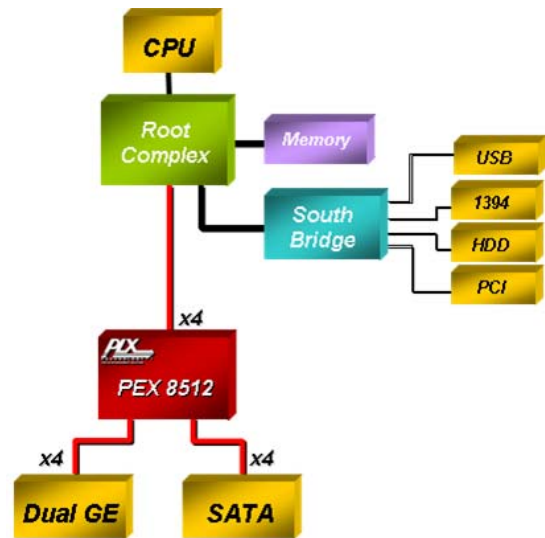 CPU
Root
Complex
Memory
USB
South
Bridge
1394
HDD
PCI
x4
PLX
PEX 8512
x4
x4
Dual GE
SATA